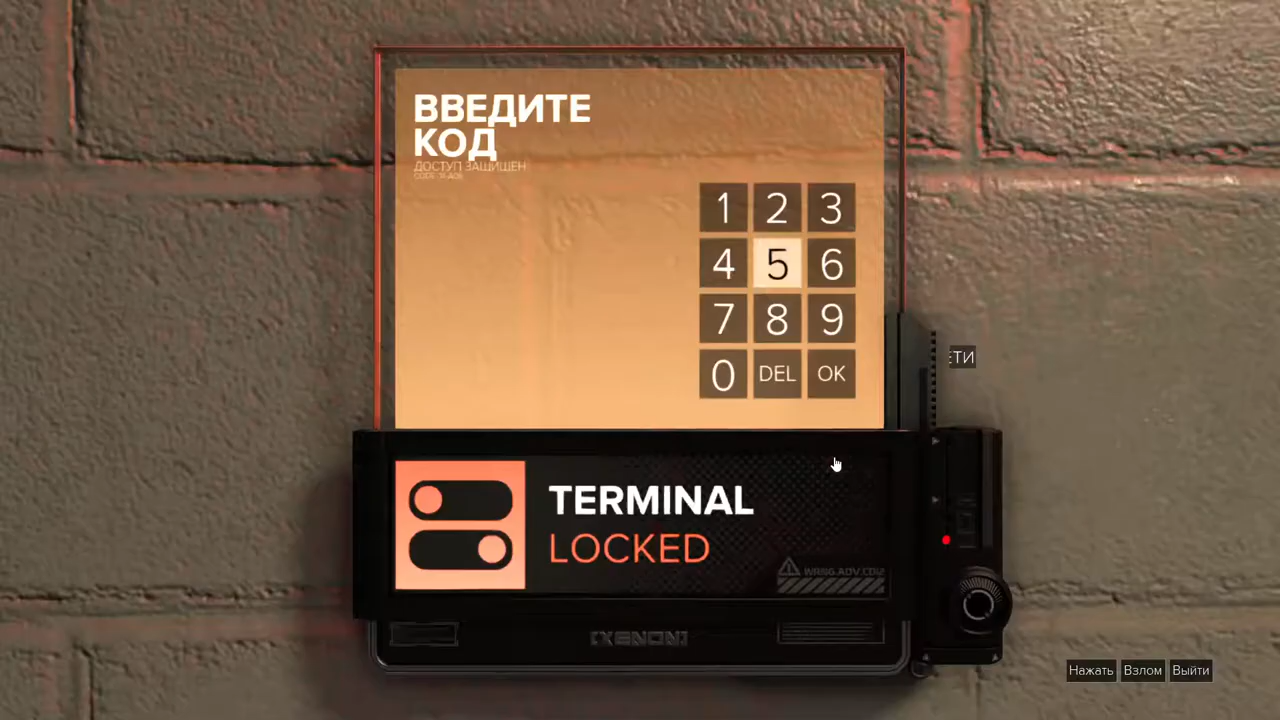 ВВЕДИТЕ
КОД
ДОСТУП ЗАЩИЩЕН
1 2 3
4 5 6
7 8 9
0 DEL OK
ЕТИ
TERMINAL
LOCKED
[XENON]
Нажать Взлом Выйти